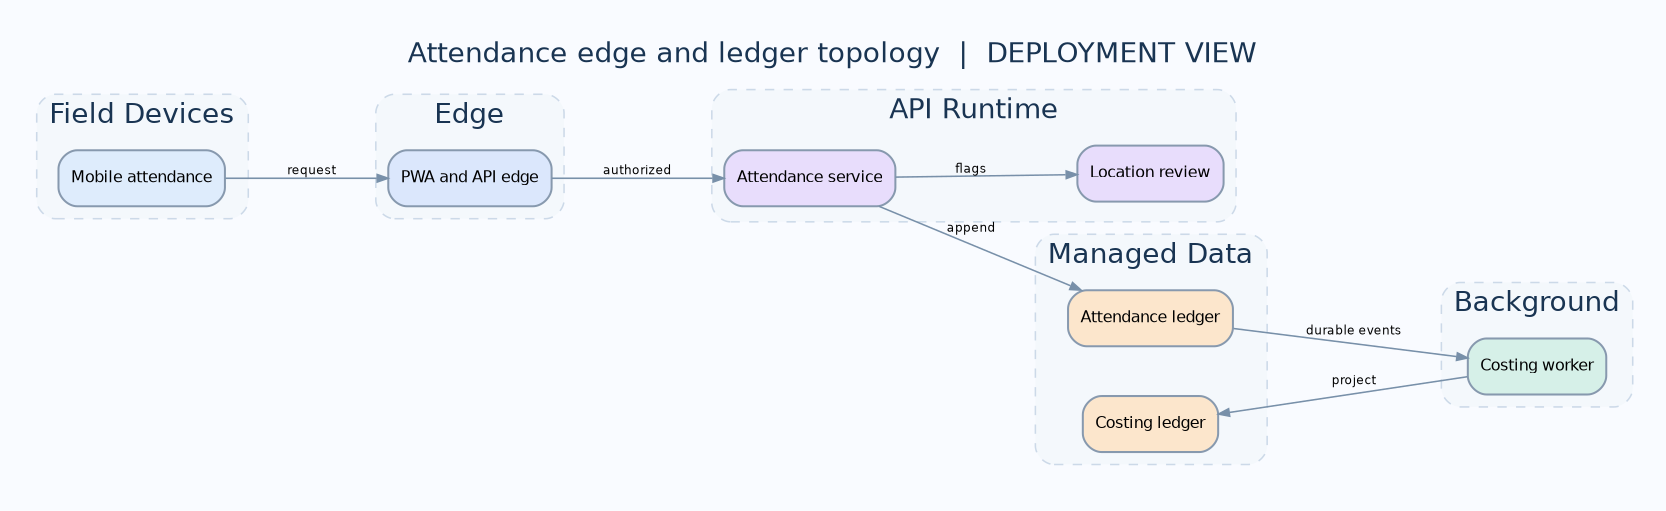 Attendance edge and ledger topology | DEPLOYMENT VIEW
Field Devices
Mobile attendance
request
Edge
PWA and API edge
authorized
API Runtime
Attendance service
flags
Location review
append
Managed Data
Attendance ledger
durable events
Background
Costing worker
project
Costing ledger